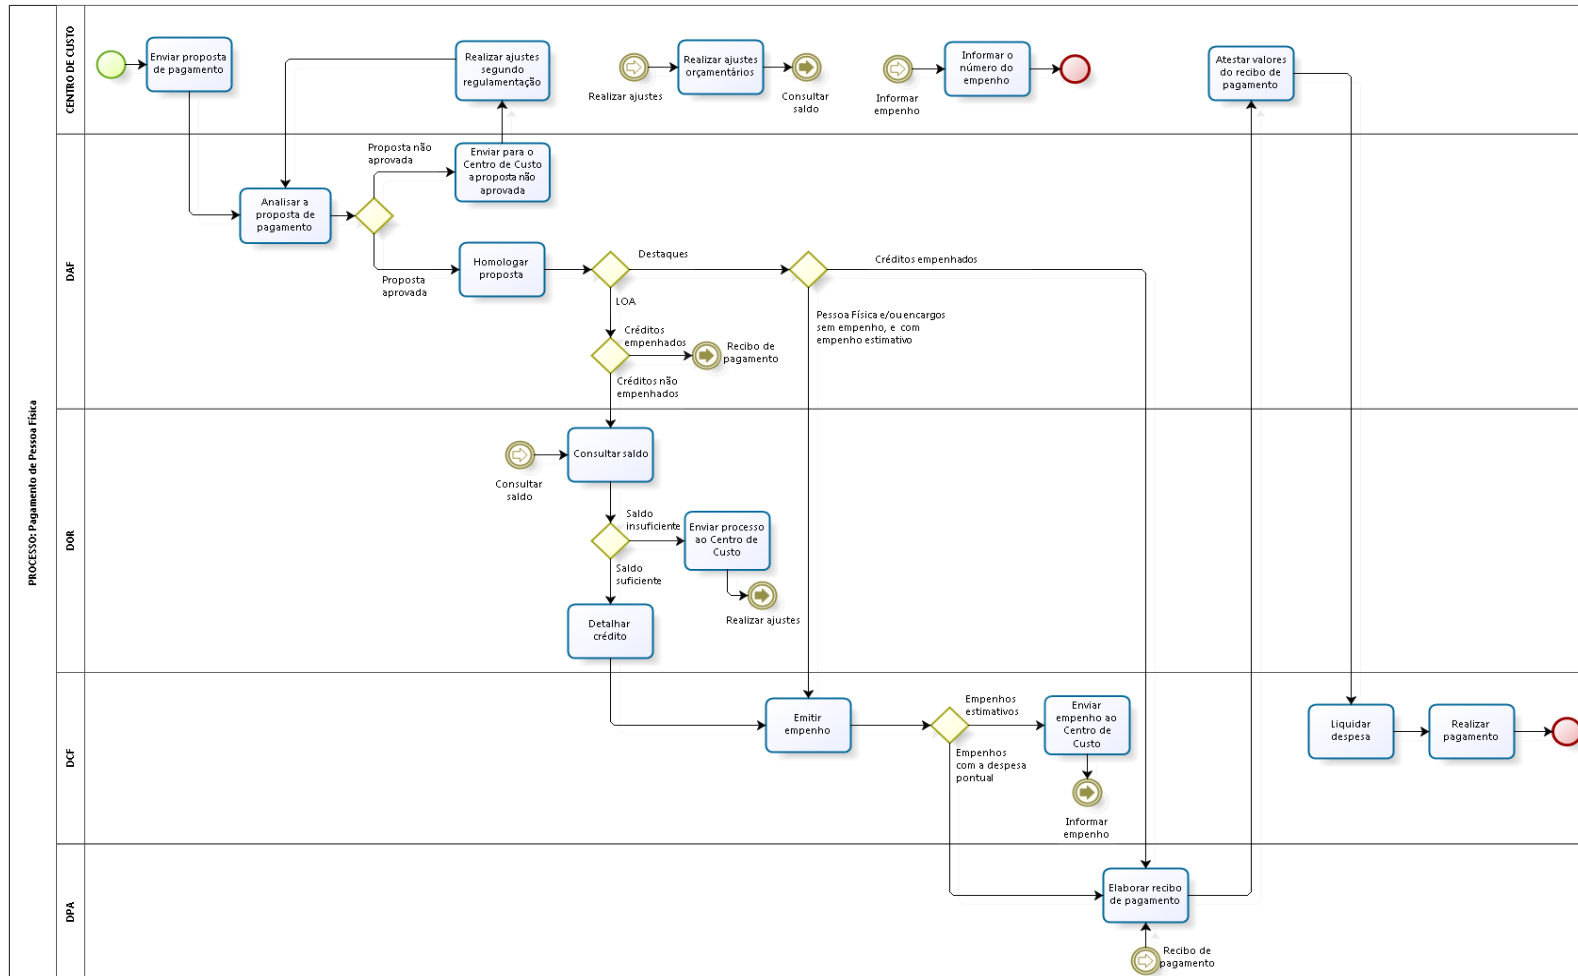 PROCESSO: Pagamento de Pessoa Física
CENTRO DE CUSTO
Enviar proposta
de pagamento
Realizar ajustes
segundo
regulamentação
Realizar ajustes
Realizar ajustes
orçamentários
Consultar
saldo
Informar
empenho
Informar o
número do
empenho
Atestar valores
do recibo de
pagamento
DAF
Proposta não
aprovada
Enviar para o
Centro de Custo
aproposta não
aprovada
Analisar a
proposta de
pagamento
Proposta
aprovada
Homologar
proposta
Destaques
Créditos empenhados
LOA
Pessoa Física e/ou encargos
sem empenho, e com
empenho estimativo
Créditos
empenhados
Recibo de
pagamento
Créditos não
empenhados
DOR
Consultar
saldo
Consultar saldo
Saldo
insuficiente
Enviar processo
ao Centro de
Custo
Saldo
suficiente
Realizar ajustes
Detalhar
crédito
DCF
Emitir
empenho
Empenhos
estimativos
Enviar
empenho ao
Centro de
Custo
Empenhos
com a despesa
pontual
Informar
empenho
Liquidar
despesa
Realizar
pagamento
DPA
Elaborar recibo
de pagamento
Recibo de
pagamento